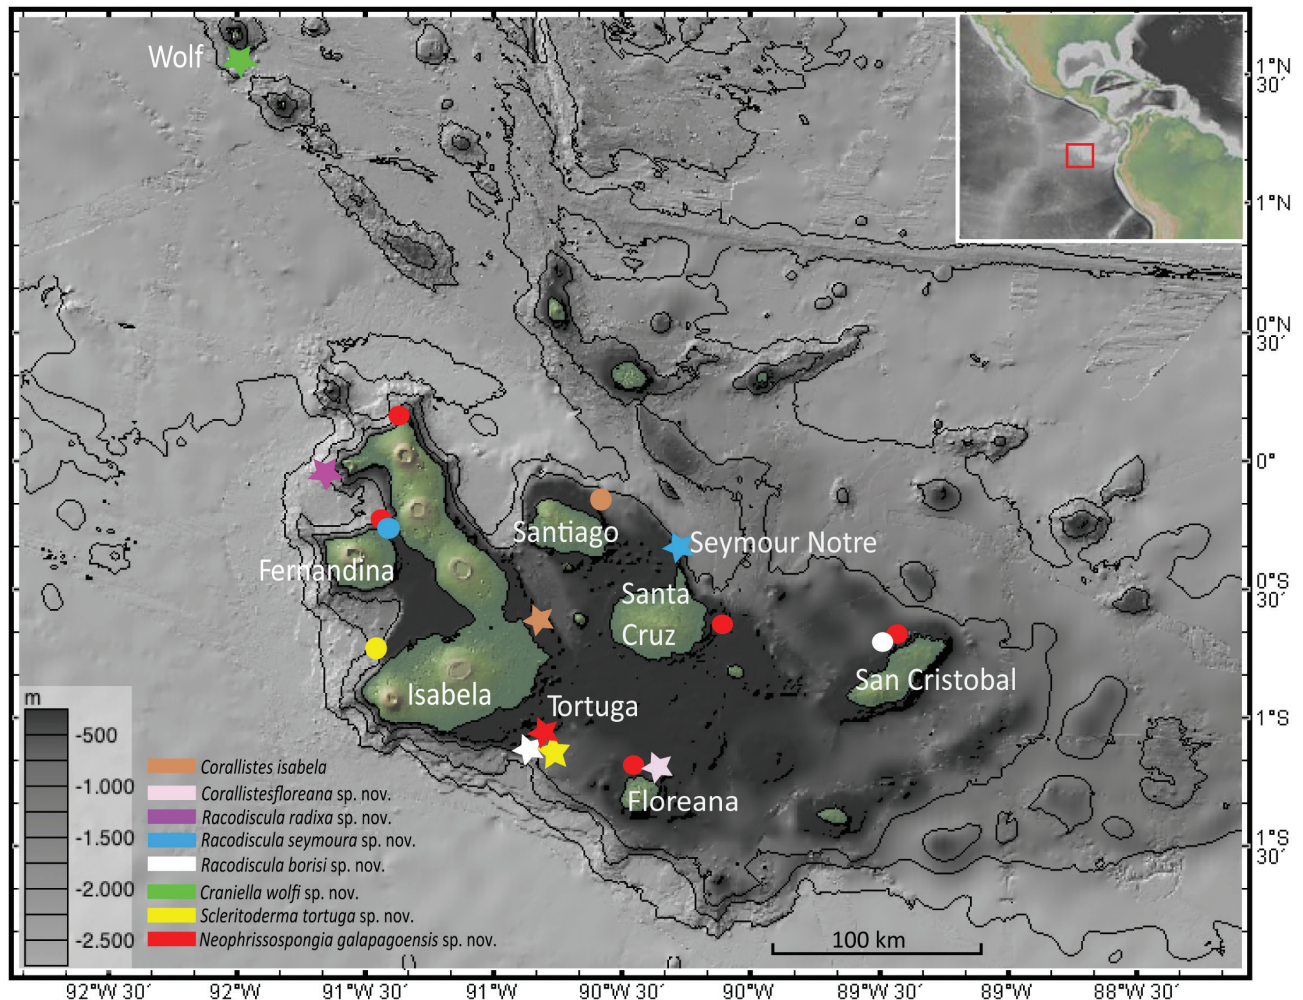 Wolf
1°N
30'
1°N
0°N
30'
0°
Santiago
Seymour Notre
Fernandina
0°S
30'
Santa
Cruz
Isabela
San Cristobal
Tortuga
1°S
Floreana
1°S
30'
m
-500
-1.000
-1.500
-2.000
-2.500
Corallistes isabela
Corallistesfloreana sp. nov.
Racodiscula radixa sp. nov.
Racodiscula seymoura sp. nov.
Racodiscula borisi sp. nov.
Craniella wolfi sp. nov.
Scleritoderma tortuga sp. nov.
Neophrissospongia galapagoensis sp. nov.
100 km
92°W 30' 92°W 91°W 30' 91°W 90°W 30' 90°W 89°W 30' 89°W 88°W 30'